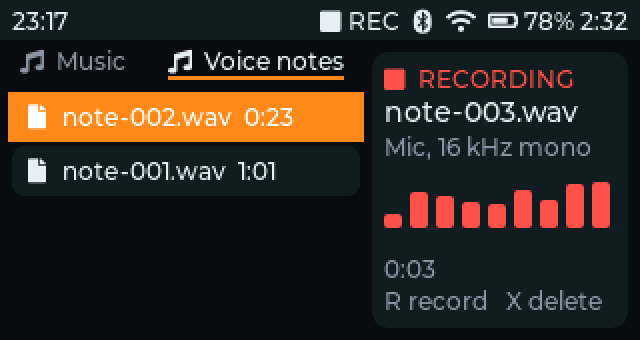 23:17 REC 78% 2:32
Music Voice notes
note-002.wav 0:23
note-001.wav 1:01
RECORDING
note-003.wav
Mic, 16 kHz mono
0:03
R record X delete